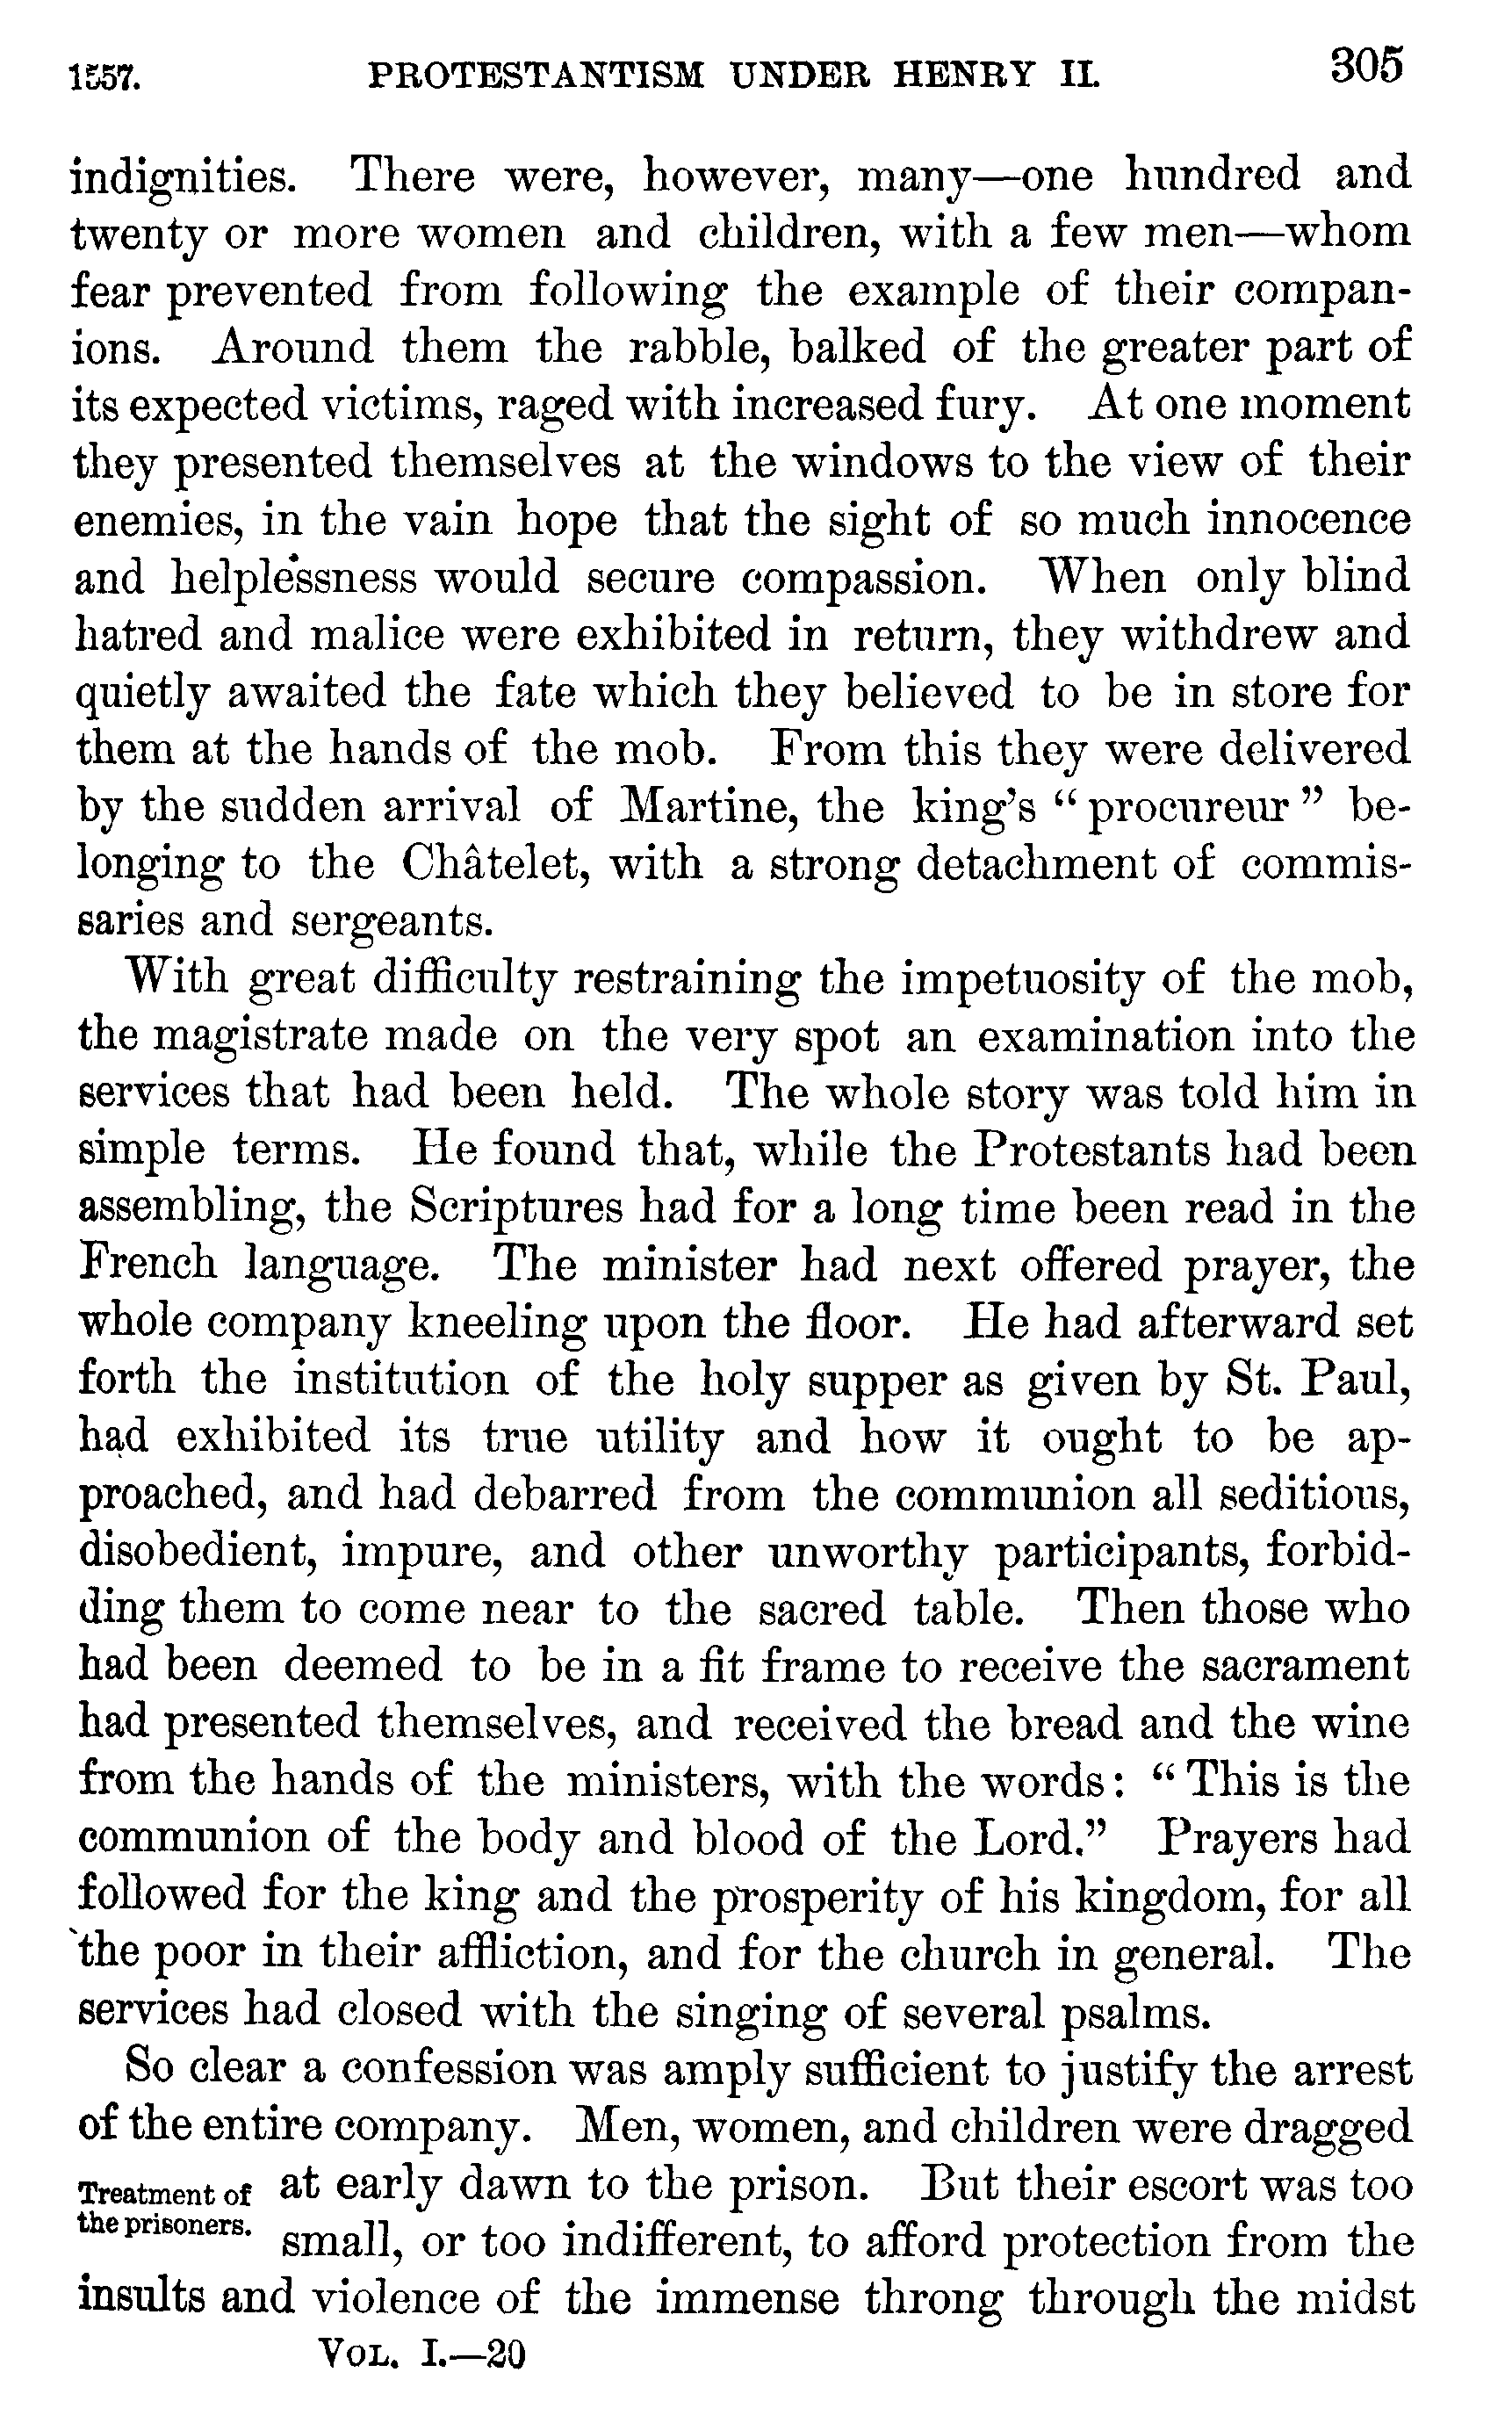 1557. PROTESTANTISM UNDER HENRY II. 305
indignities. There were, however, many—one hundred and
twenty or more women and children, with a few men—whom
fear prevented from following the example of their compan-
ions. Around them the rabble, balked of the greater part of
its expected victims, raged with increased fury. At one moment
they presented themselves at the windows to the view of their
enemies, in the vain hope that the sight of so much innocence
and helplessness would secure compassion. When only blind
hatred and malice were exhibited in return, they withdrew and
quietly awaited the fate which they believed to be in store for
them at the hands of the mob. From this they were delivered
by the sudden arrival of Martine, the king's “procureur” be-
longing to the Châtelet, with a strong detachment of commis-
saries and sergeants.
With great difficulty restraining the impetuosity of the mob,
the magistrate made on the very spot an examination into the
services that had been held. The whole story was told him in
simple terms. He found that, while the Protestants had been
assembling, the Scriptures had for a long time been read in the
French language. The minister had next offered prayer, the
whole company kneeling upon the floor. He had afterward set
forth the institution of the holy supper as given by St. Paul,
had exhibited its true utility and how it ought to be ap-
proached, and had debarred from the communion all seditious,
disobedient, impure, and other unworthy participants, forbid-
ding them to come near to the sacred table. Then those who
had been deemed to be in a fit frame to receive the sacrament
had presented themselves, and received the bread and the wine
from the hands of the ministers, with the words: “This is the
communion of the body and blood of the Lord.” Prayers had
followed for the king and the prosperity of his kingdom, for all
the poor in their affliction, and for the church in general. The
services had closed with the singing of several psalms.
So clear a confession was amply sufficient to justify the arrest
of the entire company. Men, women, and children were dragged
Treatment of
the prisoners.
at early dawn to the prison. But their escort was too
small, or too indifferent, to afford protection from the
insults and violence of the immense throng through the midst
VOL. I.—20